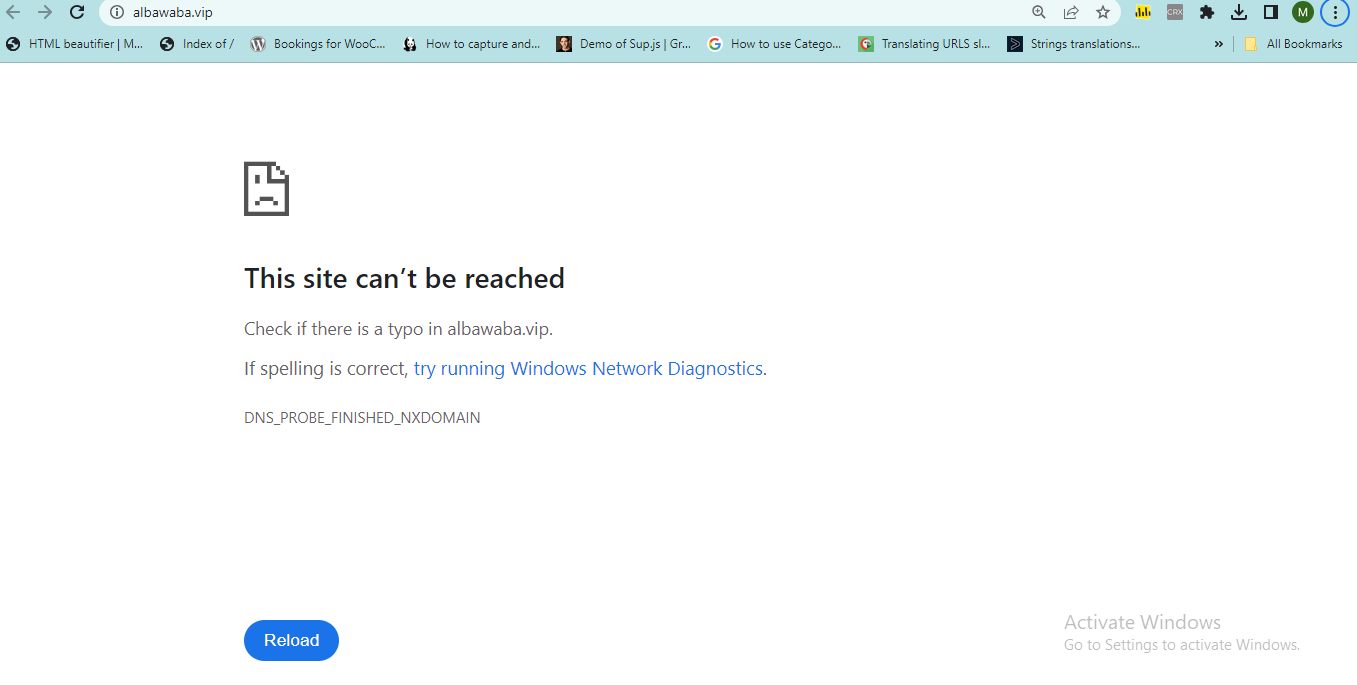 albawaba.vip
CRX
M
HTML beautifier | M...
Index of /
Bookings for WooC...
How to capture and...
Demo of Sup.js | Gr...
How to use Catego...
Translating URLS sl...
Strings translations...
»
All Bookmarks
This site can’t be reached
Check if there is a typo in albawaba.vip.
If spelling is correct, try running Windows Network Diagnostics.
DNS_PROBE_FINISHED_NXDOMAIN
Reload
Activate Windows
Go to Settings to activate Windows.